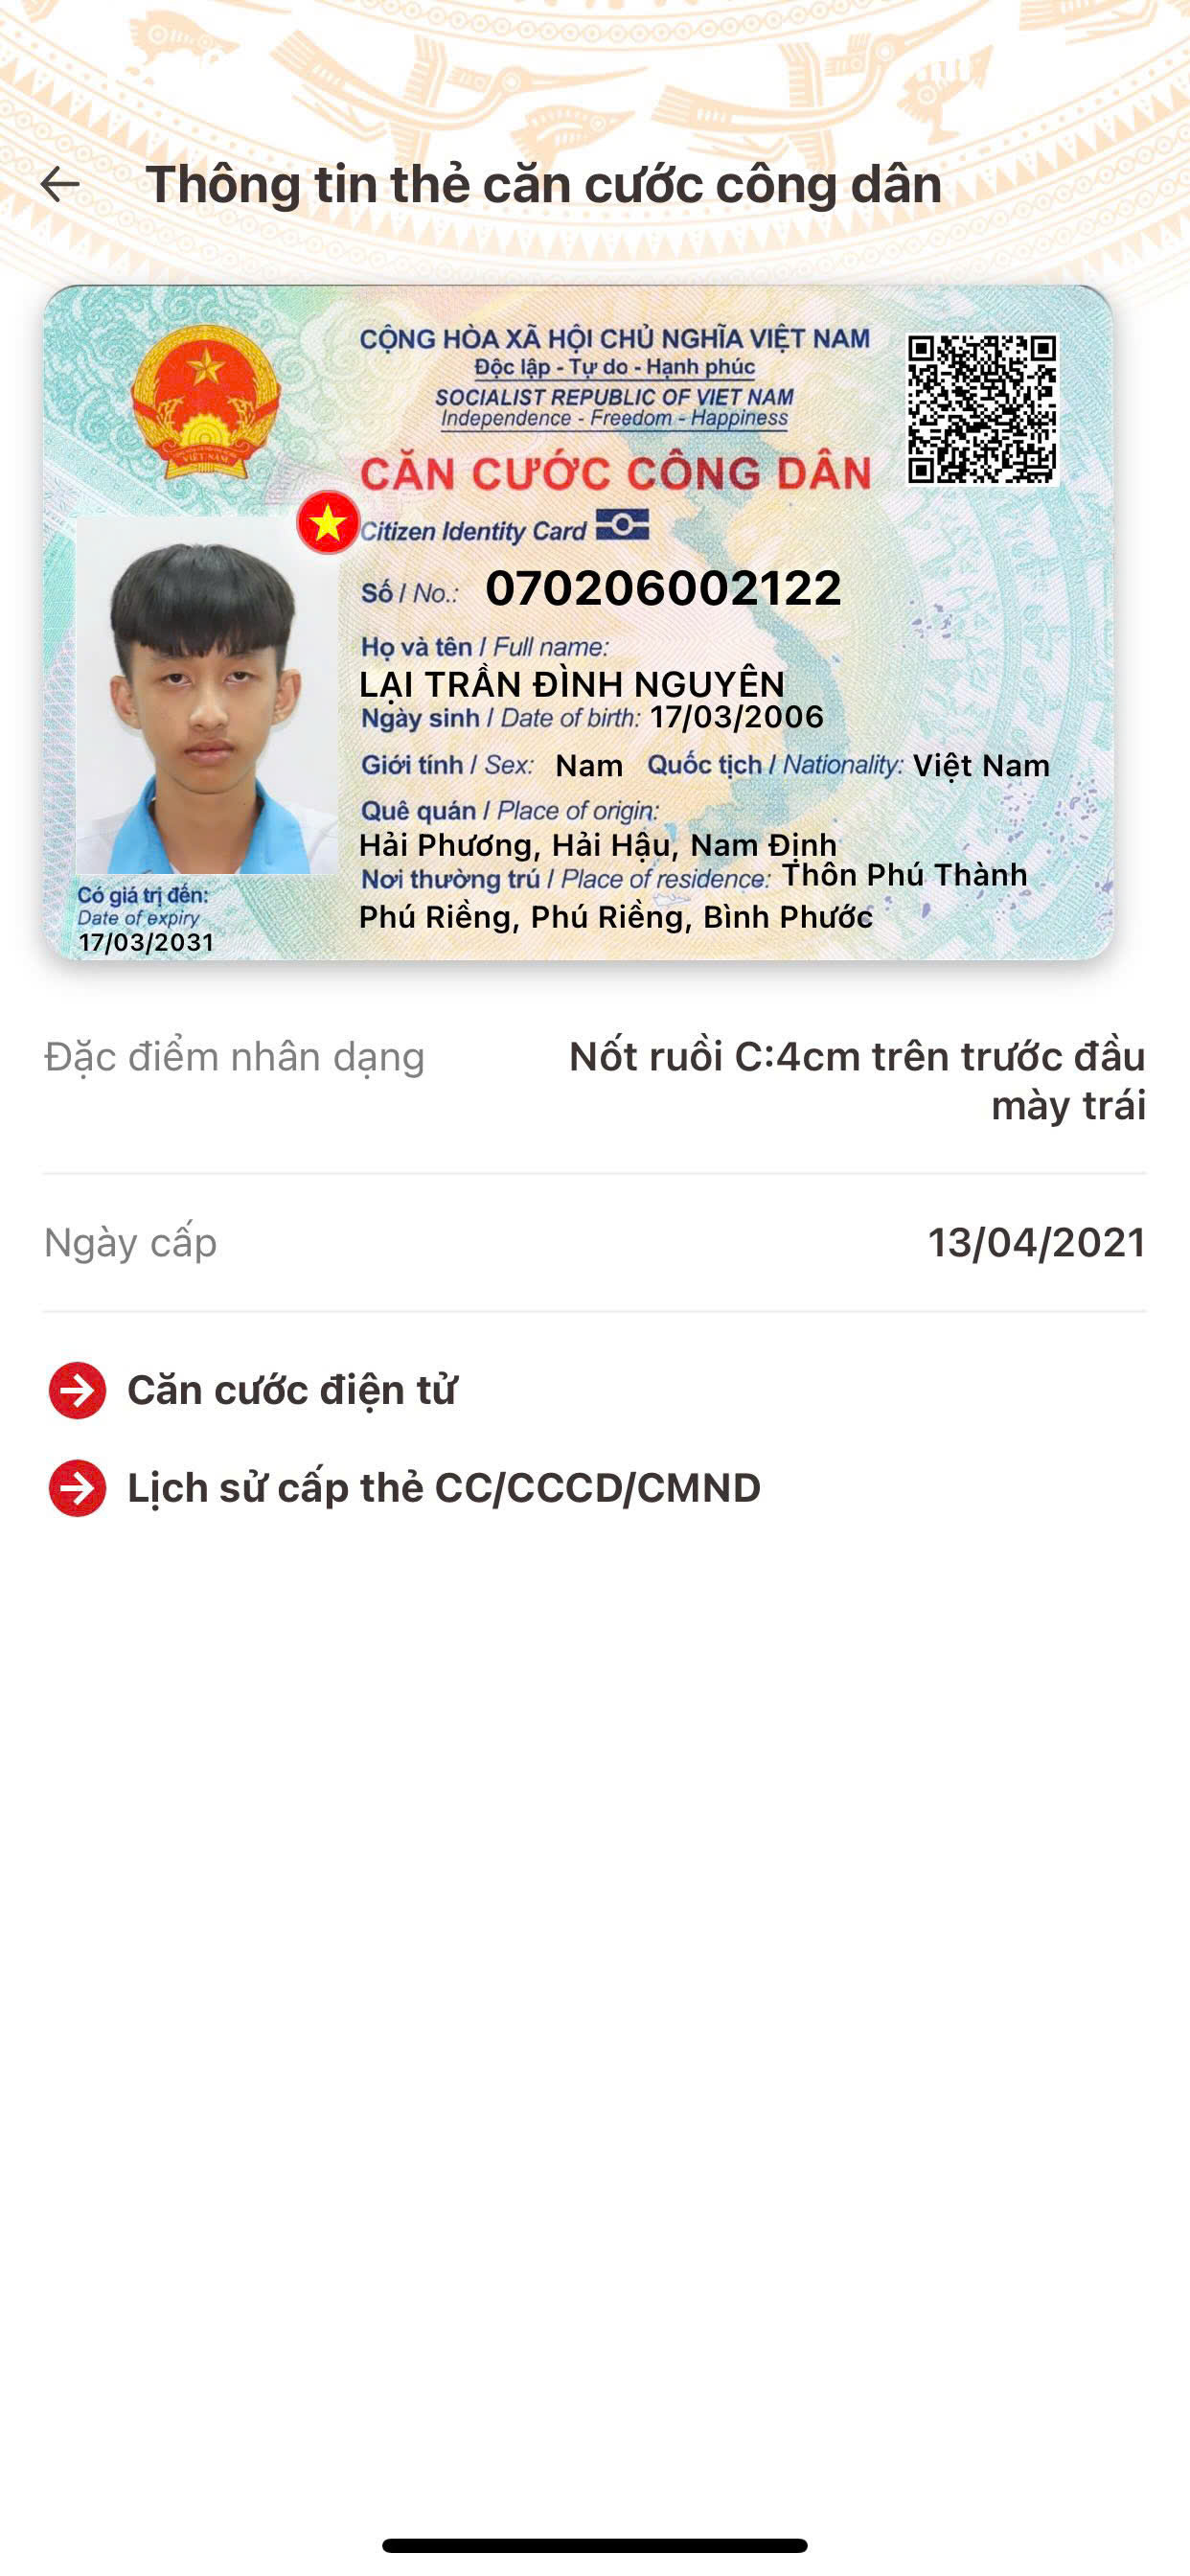 Thông tin thẻ căn cước công dân
CỘNG HÒA XÃ HỘI CHỦ NGHĨA VIỆT NAM
Độc lập - Tự do - Hạnh phúc
SOCIALIST REPUBLIC OF VIET NAM
Independence - Freedom - Happiness
CĂN CƯỚC CÔNG DÂN
Citizen Identity Card
VIỆT NAM
Số / No.: 070206002122
Họ và tên / Full name:
LẠI TRẦN ĐÌNH NGUYÊN
Ngày sinh / Date of birth: 17/03/2006
Giới tính / Sex: Nam Quốc tịch / Nationality: Việt Nam
Quê quán / Place of origin:
Hải Phương, Hải Hậu, Nam Định
Nơi thường trú / Place of residence: Thôn Phú Thành
Phú Riềng, Phú Riềng, Bình Phước
Có giá trị đến:
Date of expiry
17/03/2031
Đặc điểm nhân dạng
Nốt ruồi C:4cm trên trước đầu
mày trái
Ngày cấp 13/04/2021
Căn cước điện tử
Lịch sử cấp thẻ CC/CCCD/CMND